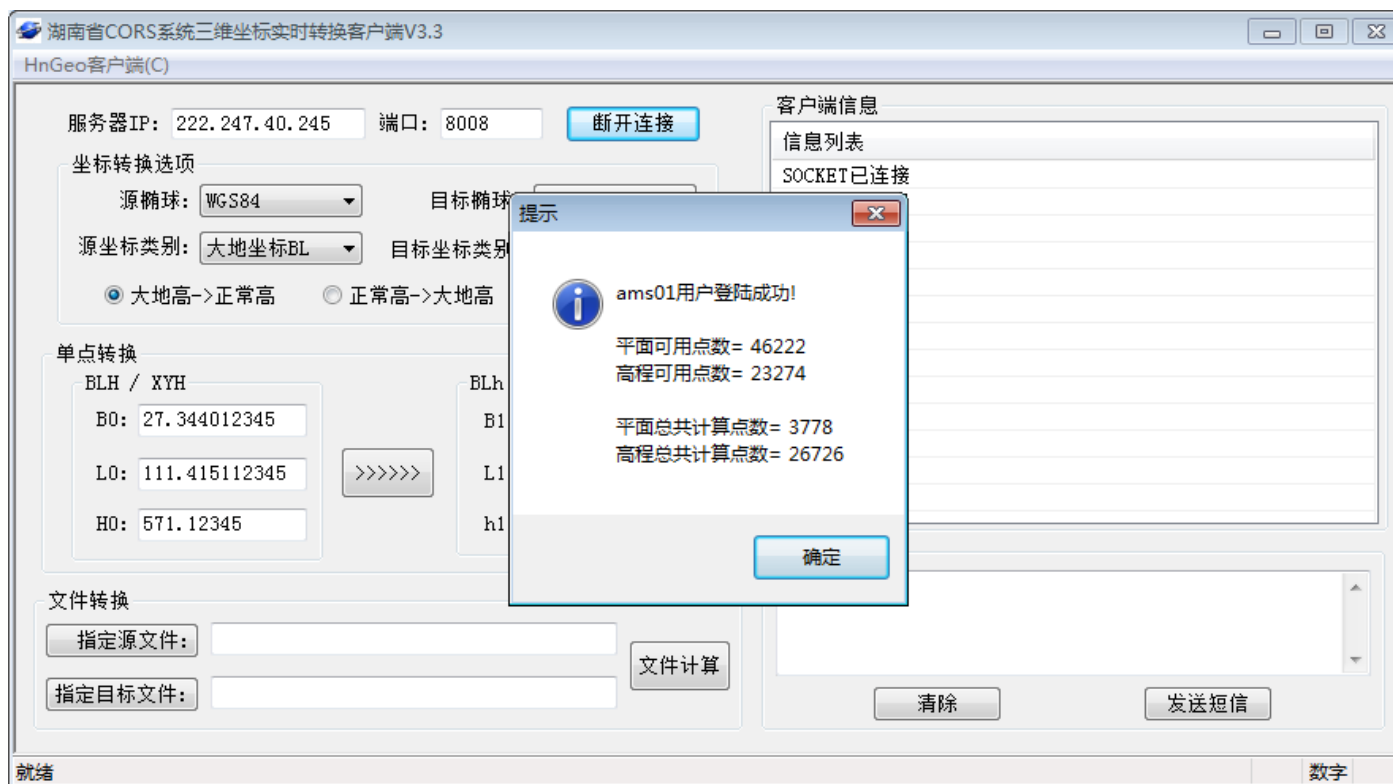 湖南省CORS系统三维坐标实时转换客户端V3.3
HnGeo客户端(C)
服务器IP: 222.247.40.245 端口: 8008 断开连接
坐标转换选项
源椭球: WGS84 目标椭球
源坐标类别: 大地坐标BL 目标坐标类别
大地高->正常高 正常高->大地高
单点转换
BLH / XYH
B0: 27.344012345
L0: 111.415112345
H0: 571.12345
>>>>>>
BLh
B1
L1
h1
文件转换
指定源文件:
指定目标文件:
文件计算
客户端信息
信息列表
SOCKET已连接
提示
ams01用户登陆成功!
平面可用点数= 46222
高程可用点数= 23274
平面总共计算点数= 3778
高程总共计算点数= 26726
确定
清除 发送短信
就绪 数字